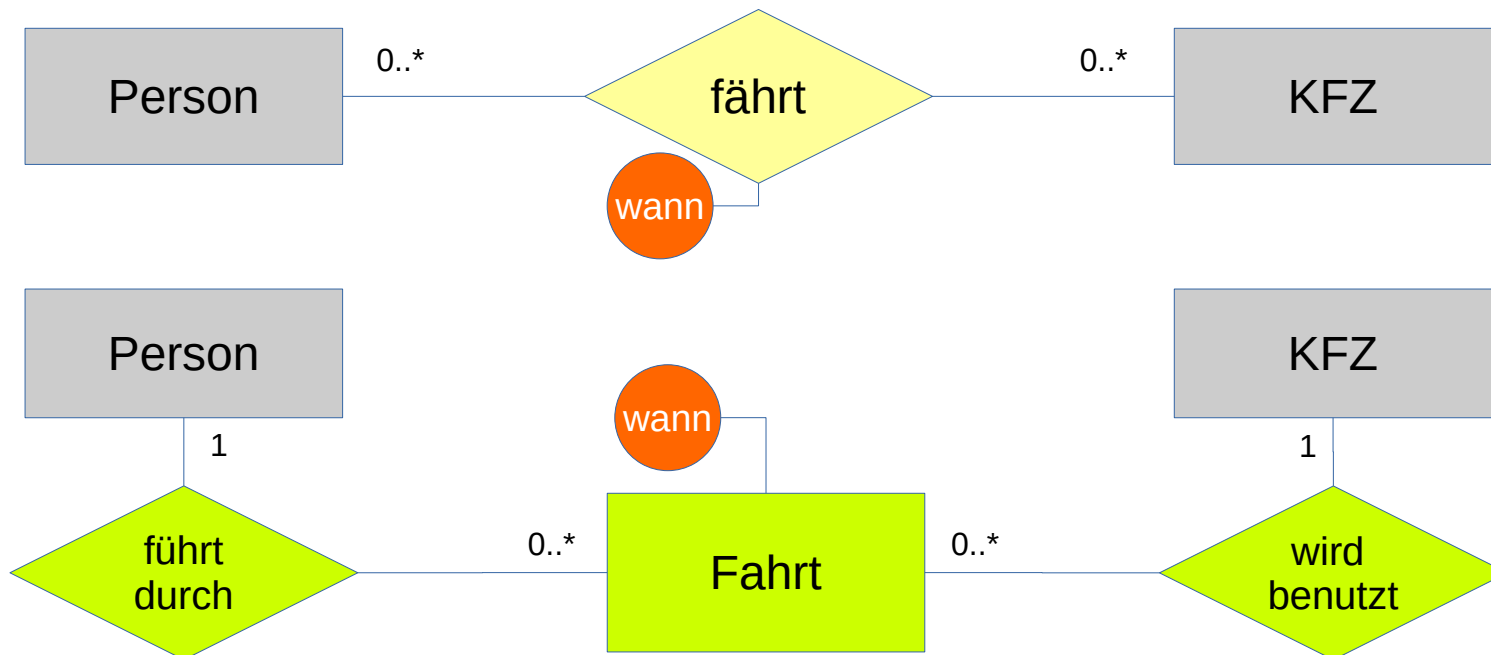 0..*
0..*
Person
fährt
KFZ
wann
Person
KFZ
wann
1
1
führt
durch
0..*
Fahrt
0..*
wird
benutzt